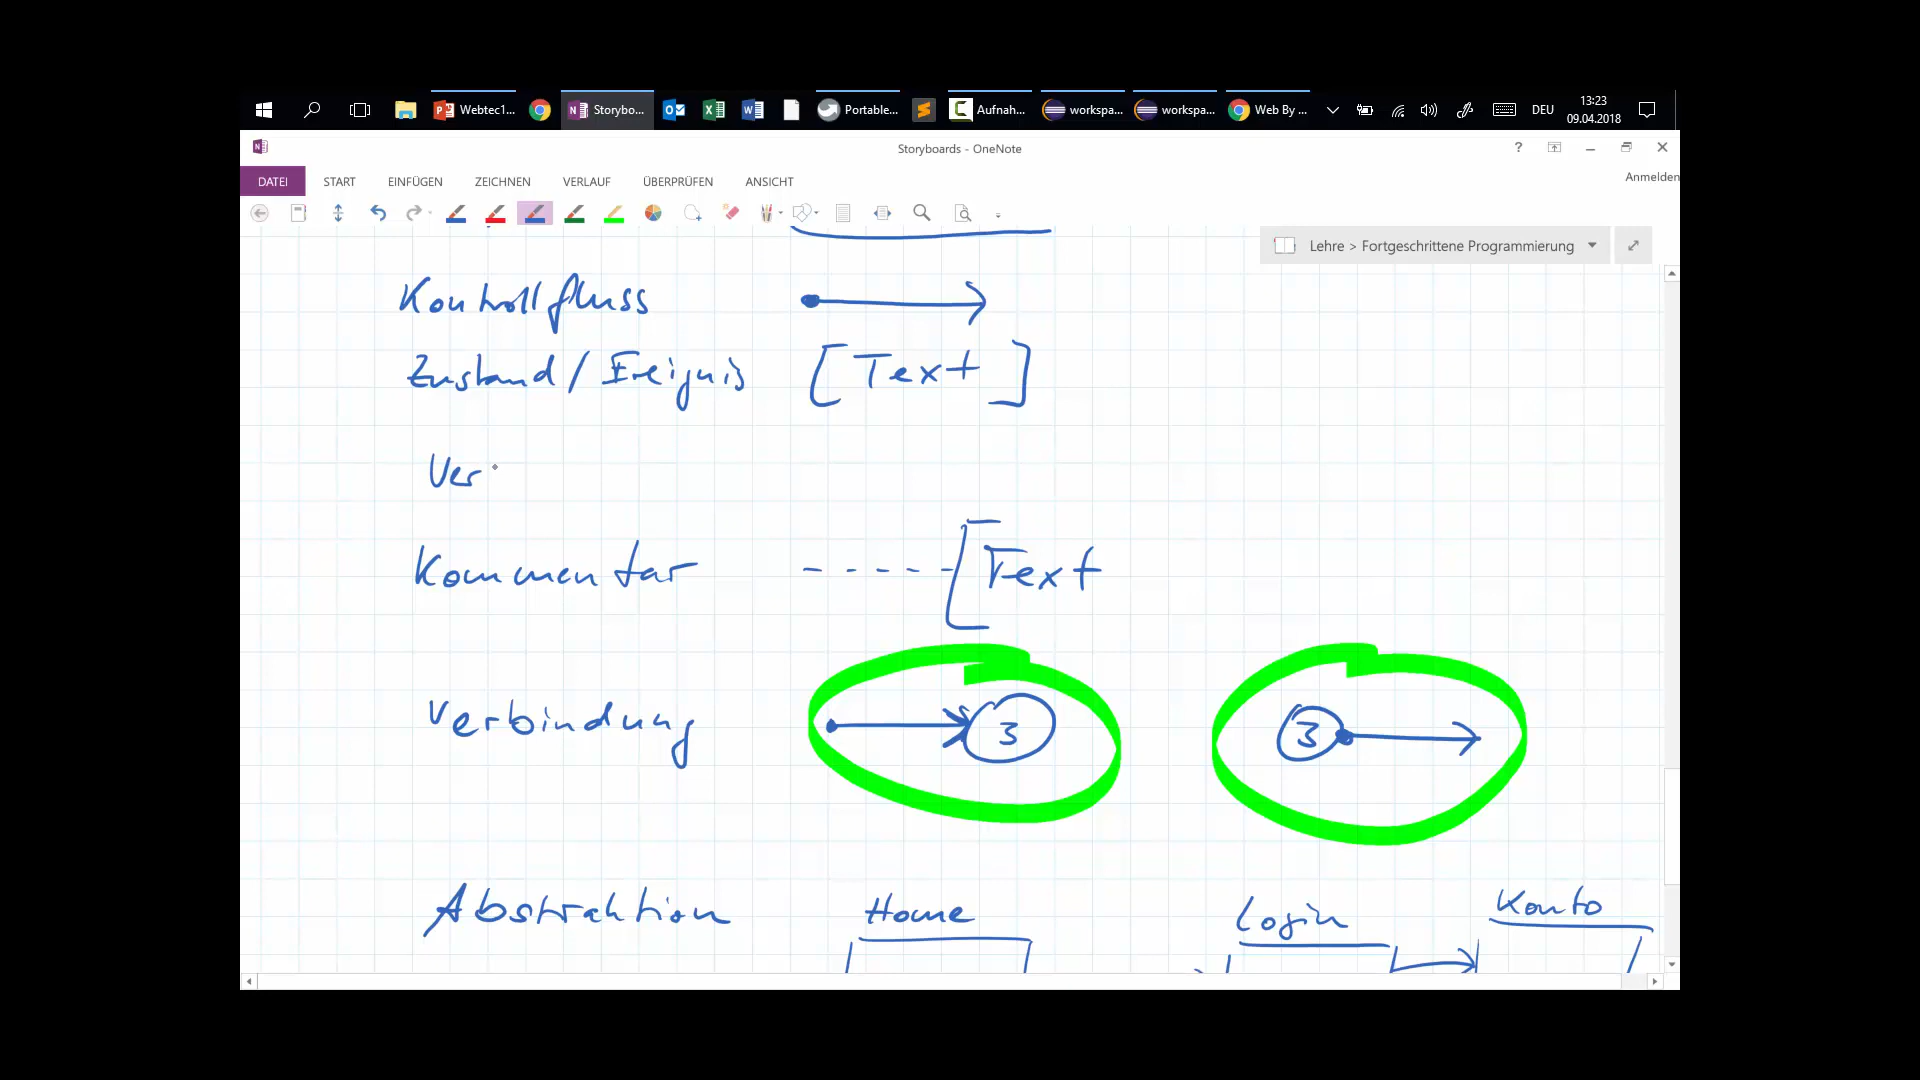 Webtec1...
Storybo...
Portable...
Aufnah...
workspa...
workspa...
Web By ...
DEU
13:23
09.04.2018
Storyboards - OneNote
?
Anmelden
DATEI START EINFÜGEN ZEICHNEN VERLAUF ÜBERPRÜFEN ANSICHT
Lehre > Fortgeschrittene Programmierung
Kontrollfluss
Zustand / Ereignis [Text]
Ver
Kommentar [Text
Verbindung 3 3
Abstraktion Home Login Konto